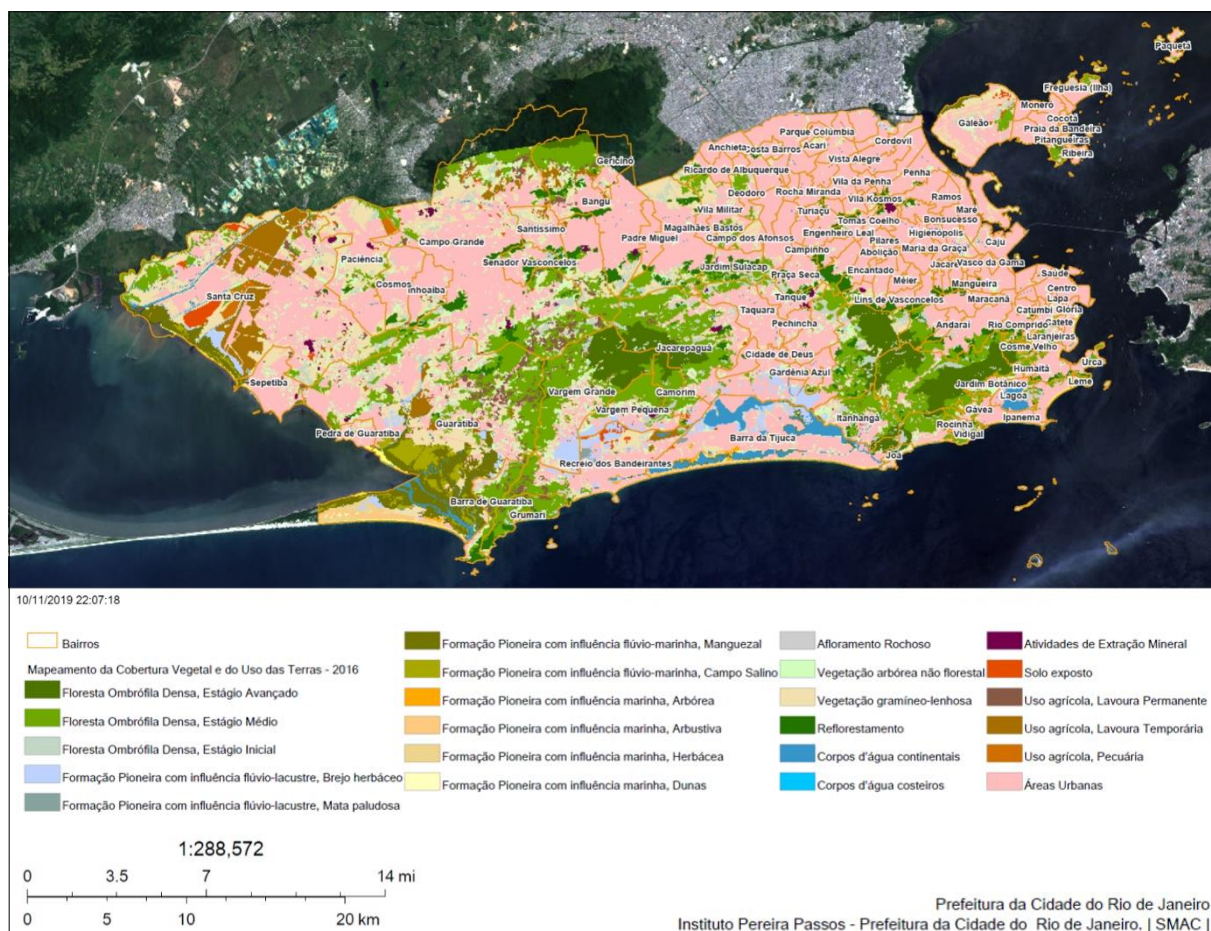 Paquetá
Freguesia (Ilha)
Moneró
Galeão
Cocotá
Parque Columbia
Praia da Bandeira
Cordovil
Pitangueiras
Anchieta
Costa Barros
Acari
Ribeira
Vista Alegre
Gericinó
Ricardo de Albuquerque
Penha
Vila da Penha
Deodoro
Rocha Miranda
Ramos
Bangu
Vila Kosmos
Maré
Vila Militar
Turiaçu
Tomás Coelho
Bonsucesso
Santíssimo
Magalhães Bastos
Engenheiro Leal
Higienópolis
Campo Grande
Padre Miguel
Campo dos Afonsos
Pilares
Maria da Graça
Caju
Campinho
Abolição
Paciência
Senador Vasconcelos
Jardim Sulacap
Encantado
Jacaré
Vasco da Gama
Praça Seca
Méier
Mangueira
Saúde
Cosmos
Inhoaíba
Tanque
Lins de Vasconcelos
Maracanã
Centro
Santa Cruz
Lapa
Taquara
Catumbi
Glória
Pechincha
Andaraí
Rio Comprido
Catete
Laranjeiras
Jacarepaguá
Cidade de Deus
Cosme Velho
Urca
Sepetiba
Gardênia Azul
Humaitá
Vargem Grande
Camorim
Jardim Botânico
Leme
Lagoa
Vargem Pequena
Itanhangá
Gávea
Ipanema
Guaratiba
Rocinha
Pedra de Guaratiba
Barra da Tijuca
Vidigal
Recreio dos Bandeirantes
Joá
Barra de Guaratiba
Grumari
10/11/2019 22:07:18
Bairros
Mapeamento da Cobertura Vegetal e do Uso das Terras - 2016
Floresta Ombrófila Densa, Estágio Avançado
Floresta Ombrófila Densa, Estágio Médio
Floresta Ombrófila Densa, Estágio Inicial
Formação Pioneira com influência flúvio-lacustre, Brejo herbáceo
Formação Pioneira com influência flúvio-lacustre, Mata paludosa
Formação Pioneira com influência flúvio-marinha, Manguezal
Formação Pioneira com influência flúvio-marinha, Campo Salino
Formação Pioneira com influência marinha, Arbórea
Formação Pioneira com influência marinha, Arbustiva
Formação Pioneira com influência marinha, Herbácea
Formação Pioneira com influência marinha, Dunas
Afloramento Rochoso
Vegetação arbórea não florestal
Vegetação gramíneo-lenhosa
Reflorestamento
Corpos d'água continentais
Corpos d'água costeiros
Atividades de Extração Mineral
Solo exposto
Uso agrícola, Lavoura Permanente
Uso agrícola, Lavoura Temporária
Uso agrícola, Pecuária
Áreas Urbanas
1:288,572
0 3.5 7 14 mi
0 5 10 20 km
Prefeitura da Cidade do Rio de Janeiro
Instituto Pereira Passos - Prefeitura da Cidade do Rio de Janeiro. | SMAC |